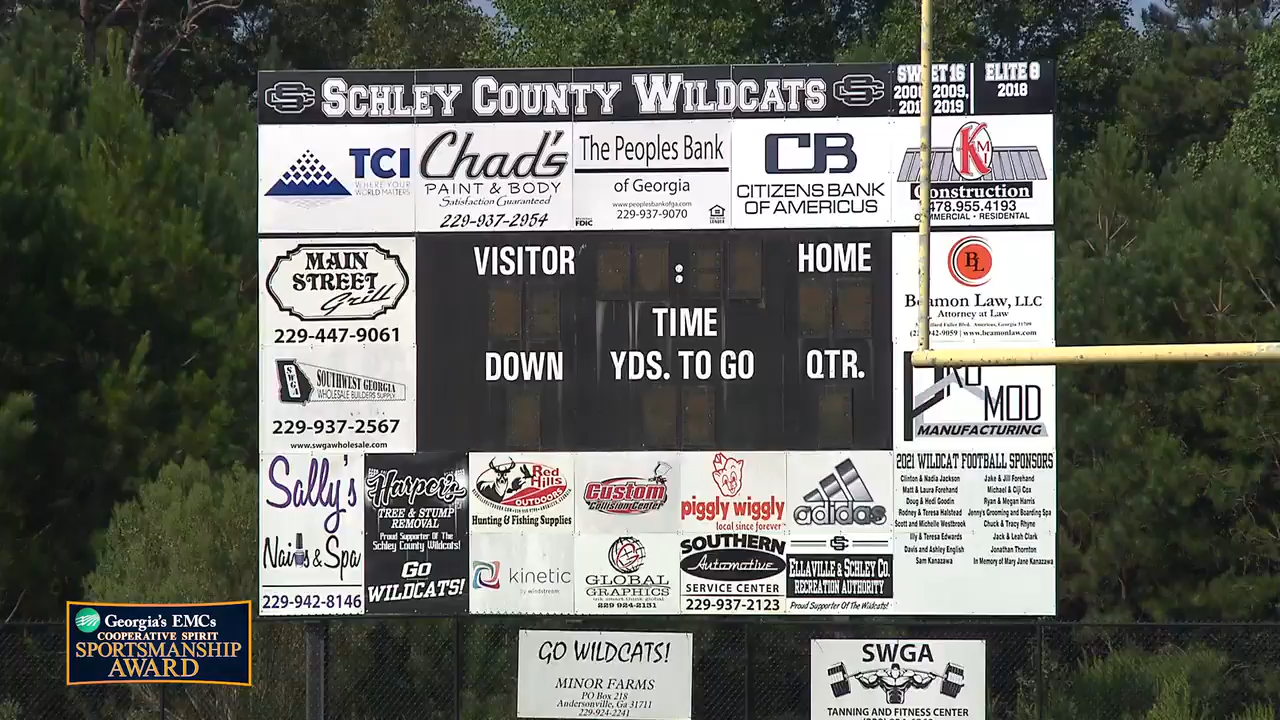 SCHLEY COUNTY WILDCATS
SWEET 16
ELITE 8
2018
TCI
WHERE YOUR
WORLD MATTERS
Chad's
PAINT & BODY
Satisfaction Guaranteed
229-937-2954
The Peoples Bank
of Georgia
www.peoplesbankofga.com
229-937-9070
FDIC
CB
CITIZENS BANK
OF AMERICUS
K
Construction
478.955.4193
COMMERCIAL • RESIDENTIAL
MAIN
STREET
Grill
229-447-9061
SWGA
SOUTHWEST GEORGIA
WHOLESALE BUILDERS SUPPLY
229-937-2567
www.swgawholesale.com
VISITOR
:
HOME
TIME
DOWN
YDS. TO GO
QTR.
BL
Beamon Law, LLC
Attorney at Law
www.beamonlaw.com
PRO
MOD
MANUFACTURING
Sally's
Nails & Spa
229-942-8146
Harper's
TREE & STUMP
REMOVAL
Proud Supporter Of The
Schley County Wildcats!
GO
WILDCATS!
Red
Hills
OUTDOORS
Hunting & Fishing Supplies
Custom
Collision Center
piggly wiggly
local since forever
adidas
kinetic
by windstream
GLOBAL
GRAPHICS
229 924-2131
SOUTHERN
Automotive
SERVICE CENTER
229-937-2123
ELLAVILLE & SCHLEY CO.
RECREATION AUTHORITY
Proud Supporter Of The Wildcats!
2021 WILDCAT FOOTBALL SPONSORS
Clinton & Nadia Jackson
Matt & Laura Forehand
Doug & Hedi Goodin
Rodney & Teresa Halstead
Scott and Michelle Westbrook
Illy & Teresa Edwards
Davis and Ashley English
Sam Kanazawa
Jake & Jill Forehand
Michael & Ciji Cox
Ryan & Megan Harris
Jenny's Grooming and Boarding Spa
Chuck & Tracy Rhyne
Jack & Leah Clark
Jonathan Thornton
In Memory of Mary Jane Kanazawa
GO WILDCATS!
MINOR FARMS
PO Box 218
Andersonville, Ga 31711
229-924-2241
SWGA
TANNING AND FITNESS CENTER
Georgia's EMCs
COOPERATIVE SPIRIT
SPORTSMANSHIP
AWARD